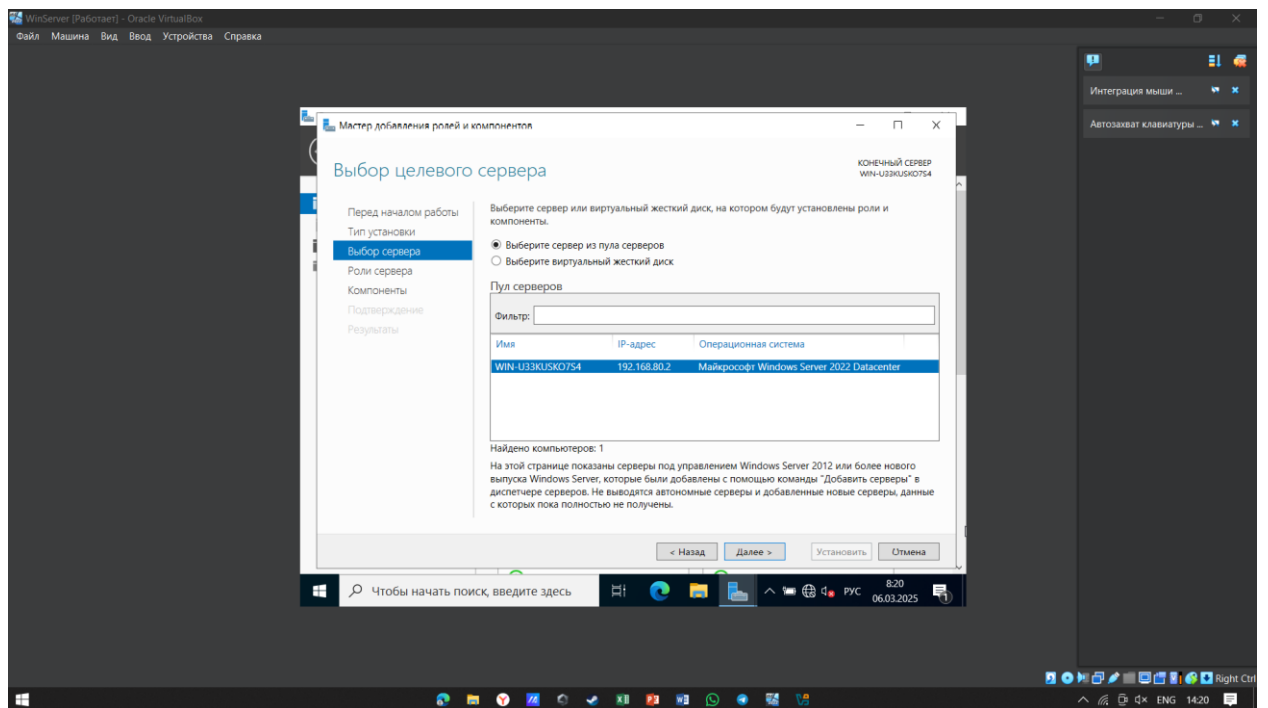 WinServer [Работает] - Oracle VirtualBox
Файл Машина Вид Ввод Устройства Справка
Интеграция мыши ...
Автозахват клавиатуры ...
Мастер добавления ролей и компонентов
Выбор целевого сервера
КОНЕЧНЫЙ СЕРВЕР
WIN-U33KUSKO7S4
Перед началом работы
Тип установки
Выбор сервера
Роли сервера
Компоненты
Подтверждение
Результаты
Выберите сервер или виртуальный жесткий диск, на котором будут установлены роли и
компоненты.
Выберите сервер из пула серверов
Выберите виртуальный жесткий диск
Пул серверов
Фильтр:
Имя IP-адрес Операционная система
WIN-U33KUSKO7S4 192.168.80.2 Майкрософт Windows Server 2022 Datacenter
Найдено компьютеров: 1
На этой странице показаны серверы под управлением Windows Server 2012 или более нового
выпуска Windows Server, которые были добавлены с помощью команды "Добавить серверы" в
диспетчере серверов. Не выводятся автономные серверы и добавленные новые серверы, данные
с которых пока полностью не получены.
< Назад Далее > Установить Отмена
Чтобы начать поиск, введите здесь
РУС
8:20
06.03.2025
1
Right Ctrl
ENG 14:20